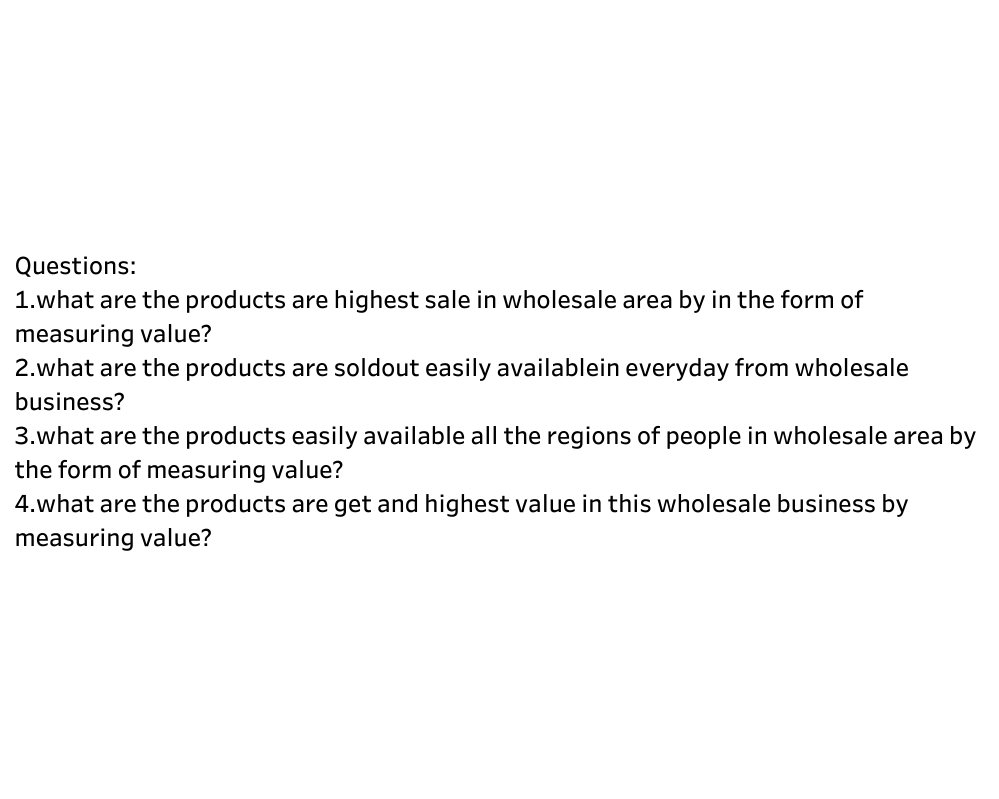 Questions:
1.what are the products are highest sale in wholesale area by in the form of
measuring value?
2.what are the products are soldout easily availablein everyday from wholesale
business?
3.what are the products easily available all the regions of people in wholesale area by
the form of measuring value?
4.what are the products are get and highest value in this wholesale business by
measuring value?